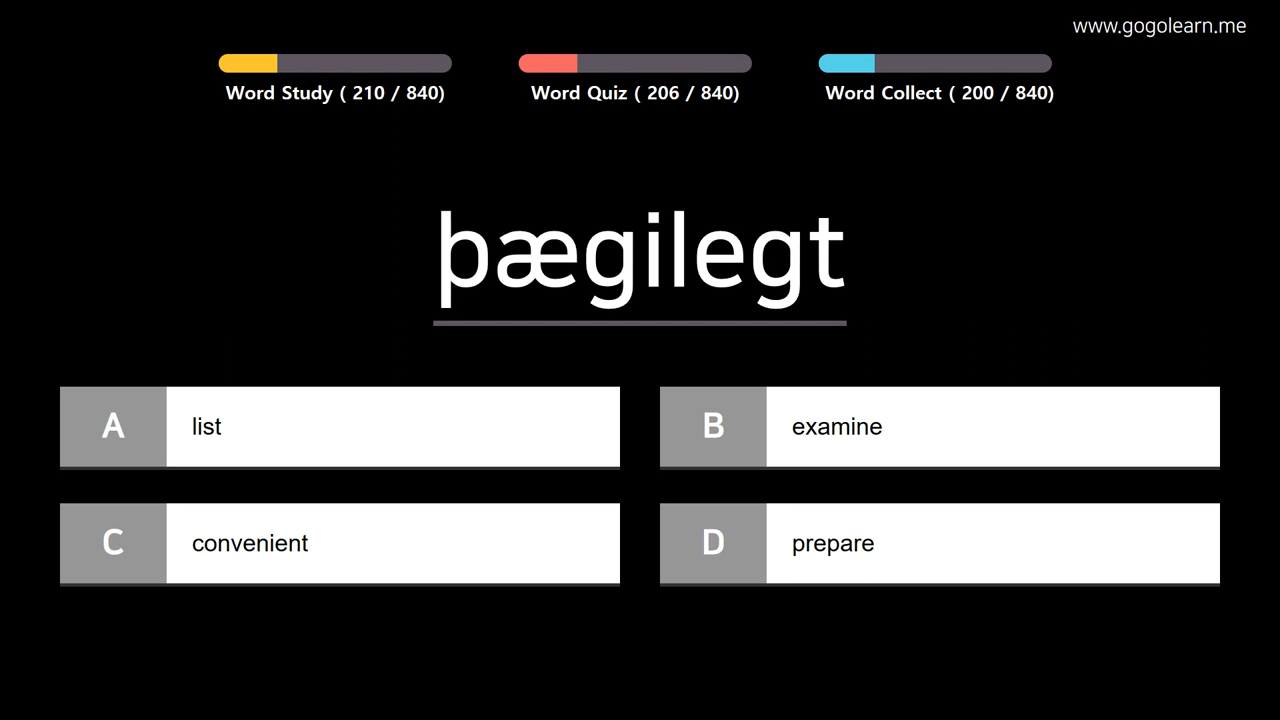 www.gogolearn.me
Word Study ( 210 / 840)
Word Quiz ( 206 / 840)
Word Collect ( 200 / 840)
þægilegt
A list
B examine
C convenient
D prepare